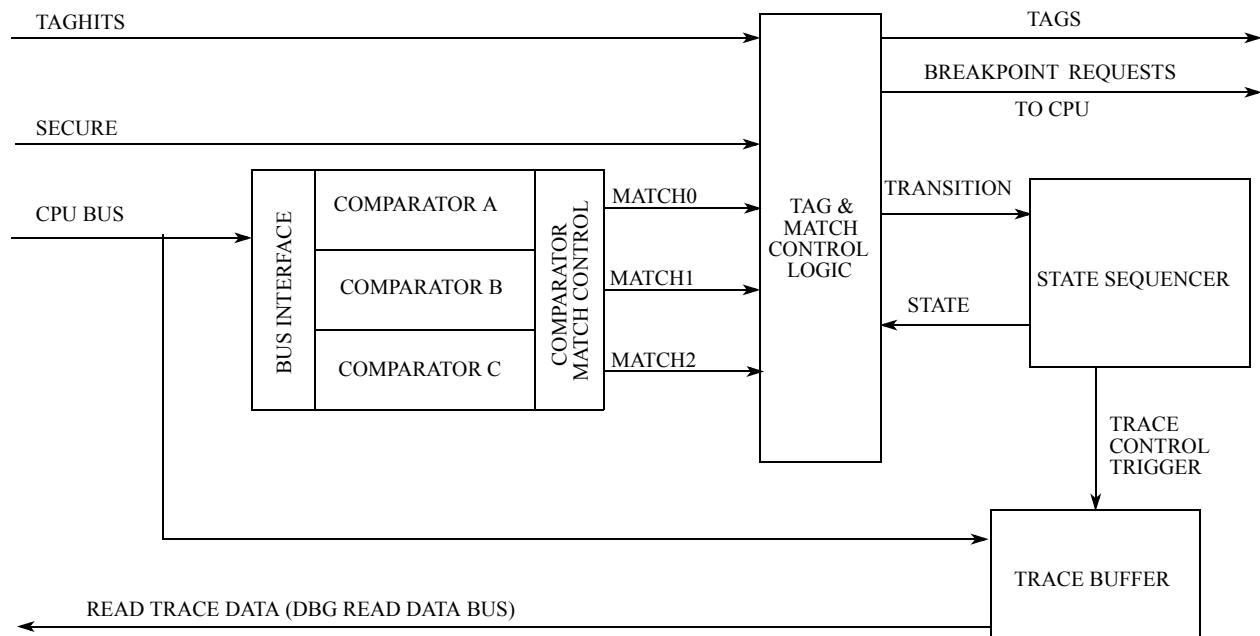 TAGHITS
TAGS
BREAKPOINT REQUESTS
TO CPU
SECURE
CPU BUS
BUS INTERFACE
COMPARATOR A
COMPARATOR B
COMPARATOR C
COMPARATOR
MATCH CONTROL
MATCH0
MATCH1
MATCH2
TAG &
MATCH
CONTROL
LOGIC
TRANSITION
STATE
STATE SEQUENCER
TRACE
CONTROL
TRIGGER
TRACE BUFFER
READ TRACE DATA (DBG READ DATA BUS)